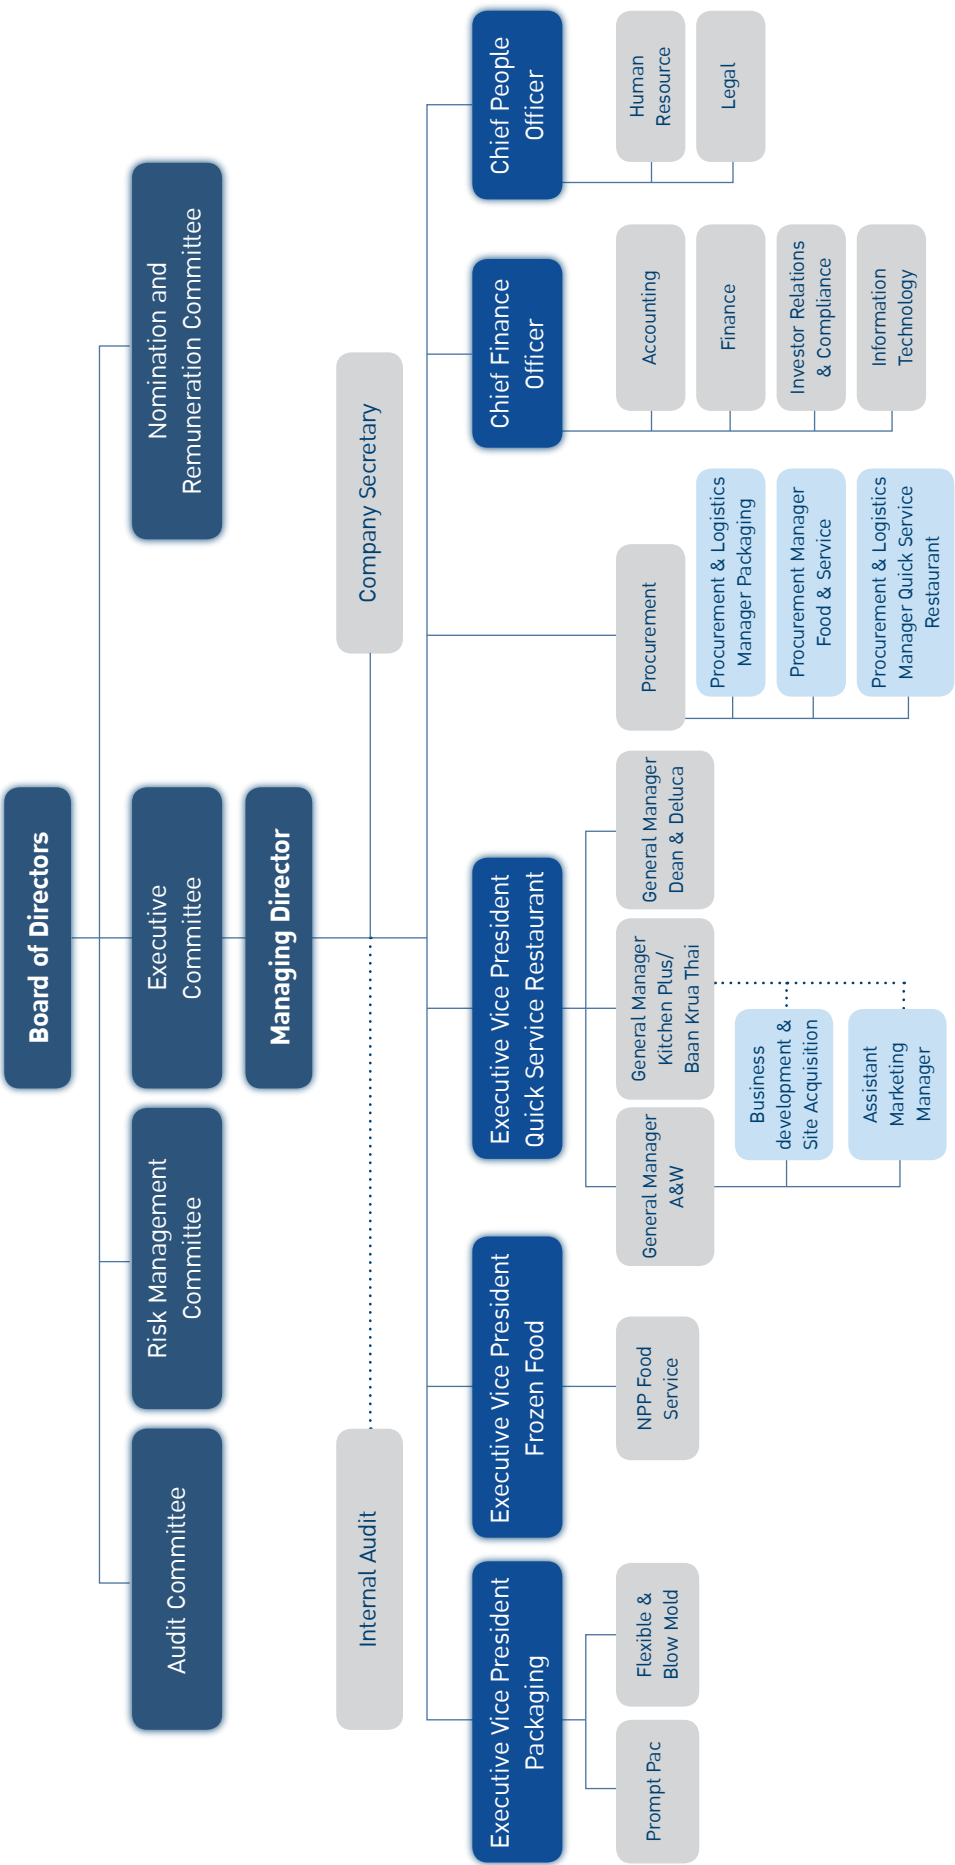 Board of Directors
Audit Committee
Risk Management
Committee
Executive
Committee
Nomination and
Remuneration Committee
Managing Director
Internal Audit
Company Secretary
Executive Vice President
Packaging
Executive Vice President
Frozen Food
Executive Vice President
Quick Service Restaurant
Chief Finance
Officer
Chief People
Officer
Prompt Pac
Flexible &
Blow Mold
NPP Food
Service
General Manager
A&W
General Manager
Kitchen Plus/
Baan Krua Thai
General Manager
Dean & Deluca
Business
development &
Site Acquisition
Assistant
Marketing
Manager
Procurement
Procurement & Logistics
Manager Packaging
Procurement Manager
Food & Service
Procurement & Logistics
Manager Quick Service
Restaurant
Accounting
Finance
Investor Relations
& Compliance
Information
Technology
Human
Resource
Legal